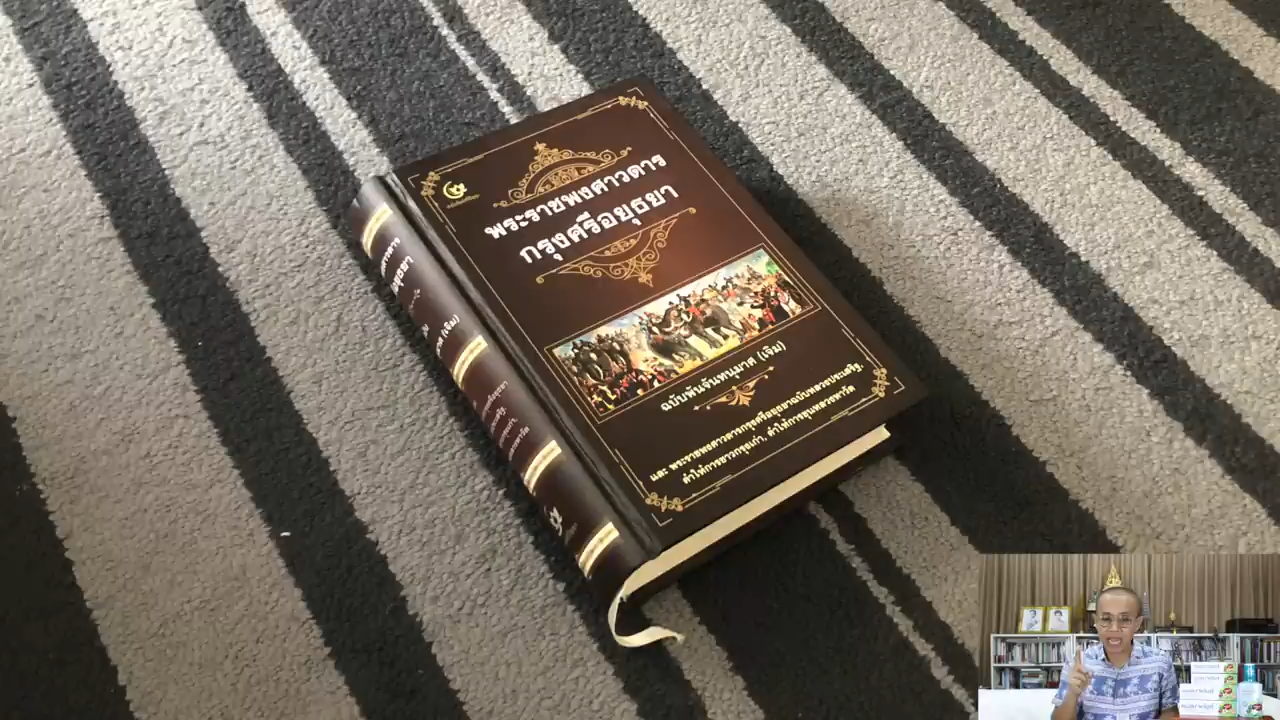 พระราชพงศาวดาร
กรุงศรีอยุธยา
ฉบับพันจันทนุมาศ (เจิม)
และ พระราชพงศาวดารกรุงศรีอยุธยาฉบับหลวงประเสริฐ,
คำให้การชาวกรุงเก่า, คำให้การขุนหลวงหาวัด